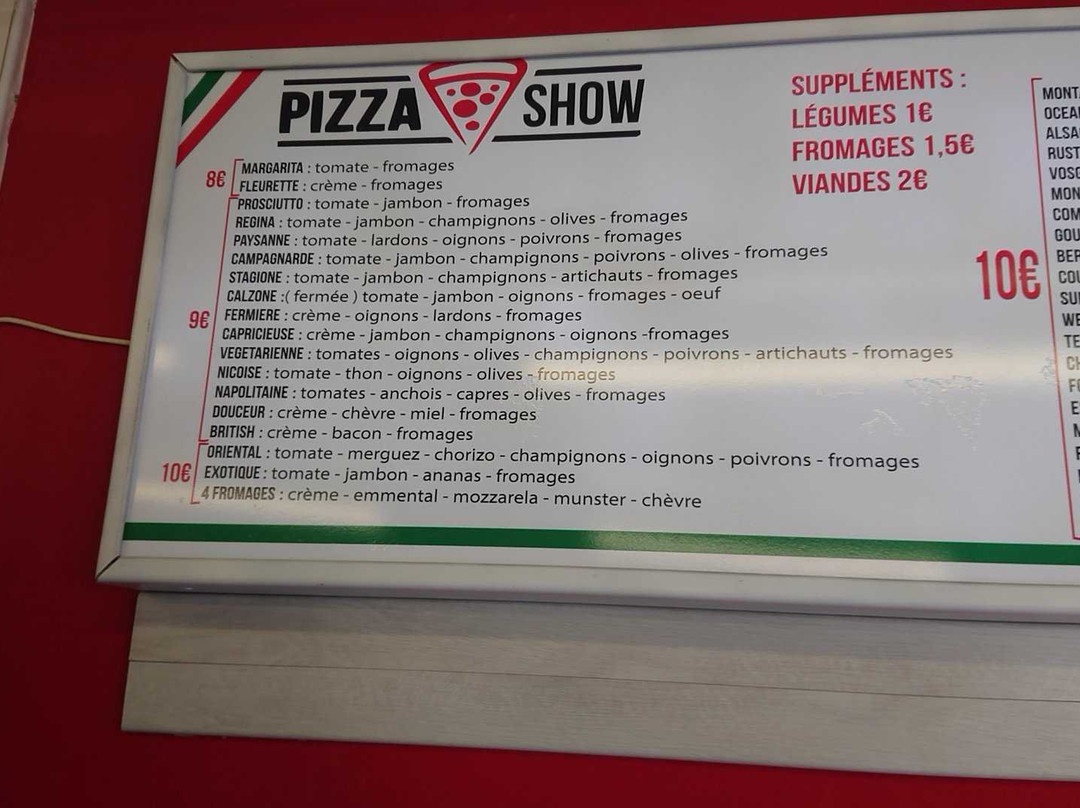 PIZZA SHOW
8€
MARGARITA : tomate - fromages
FLEURETTE : crème - fromages
9€
PROSCIUTTO : tomate - jambon - fromages
REGINA : tomate - jambon - champignons - olives - fromages
PAYSANNE : tomate - lardons - oignons - poivrons - fromages
CAMPAGNARDE : tomate - jambon - champignons - poivrons - olives - fromages
STAGIONE : tomate - jambon - champignons - artichauts - fromages
CALZONE :( fermée ) tomate - jambon - oignons - fromages - oeuf
FERMIERE : crème - oignons - lardons - fromages
CAPRICIEUSE : crème - jambon - champignons - oignons -fromages
VEGETARIENNE : tomates - oignons - olives - champignons - poivrons - artichauts - fromages
NICOISE : tomate - thon - oignons - olives - fromages
NAPOLITAINE : tomates - anchois - capres - olives - fromages
DOUCEUR : crème - chèvre - miel - fromages
BRITISH : crème - bacon - fromages
10€
ORIENTAL : tomate - merguez - chorizo - champignons - oignons - poivrons - fromages
EXOTIQUE : tomate - jambon - ananas - fromages
4 FROMAGES : crème - emmental - mozzarela - munster - chèvre
SUPPLÉMENTS :
LÉGUMES 1€
FROMAGES 1,5€
VIANDES 2€
10€